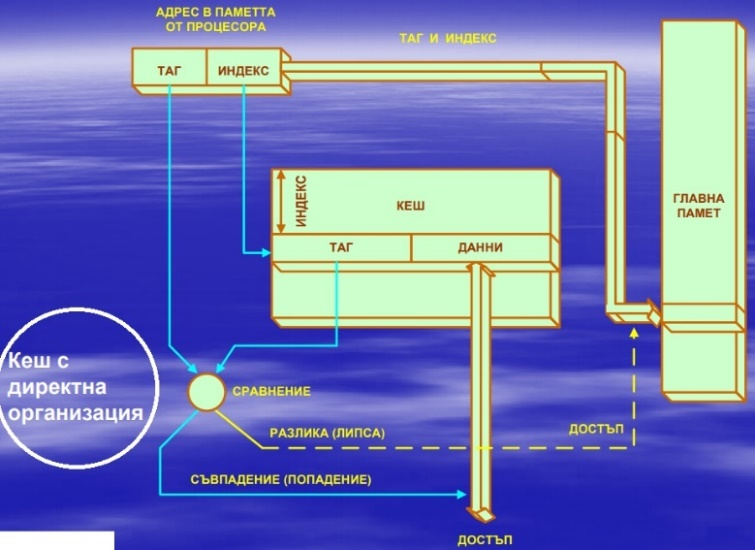 АДРЕС В ПАМЕТТА
ОТ ПРОЦЕСОРА
ТАГ И ИНДЕКС
ТАГ
ИНДЕКС
ИНДЕКС
КЕШ
ГЛАВНА
ПАМЕТ
ТАГ
ДАННИ
Кеш с
директна
организация
СРАВНЕНИЕ
РАЗЛИКА (ЛИПСА)
ДОСТЪП
СЪВПАДЕНИЕ (ПОПАДЕНИЕ)
ДОСТЪП